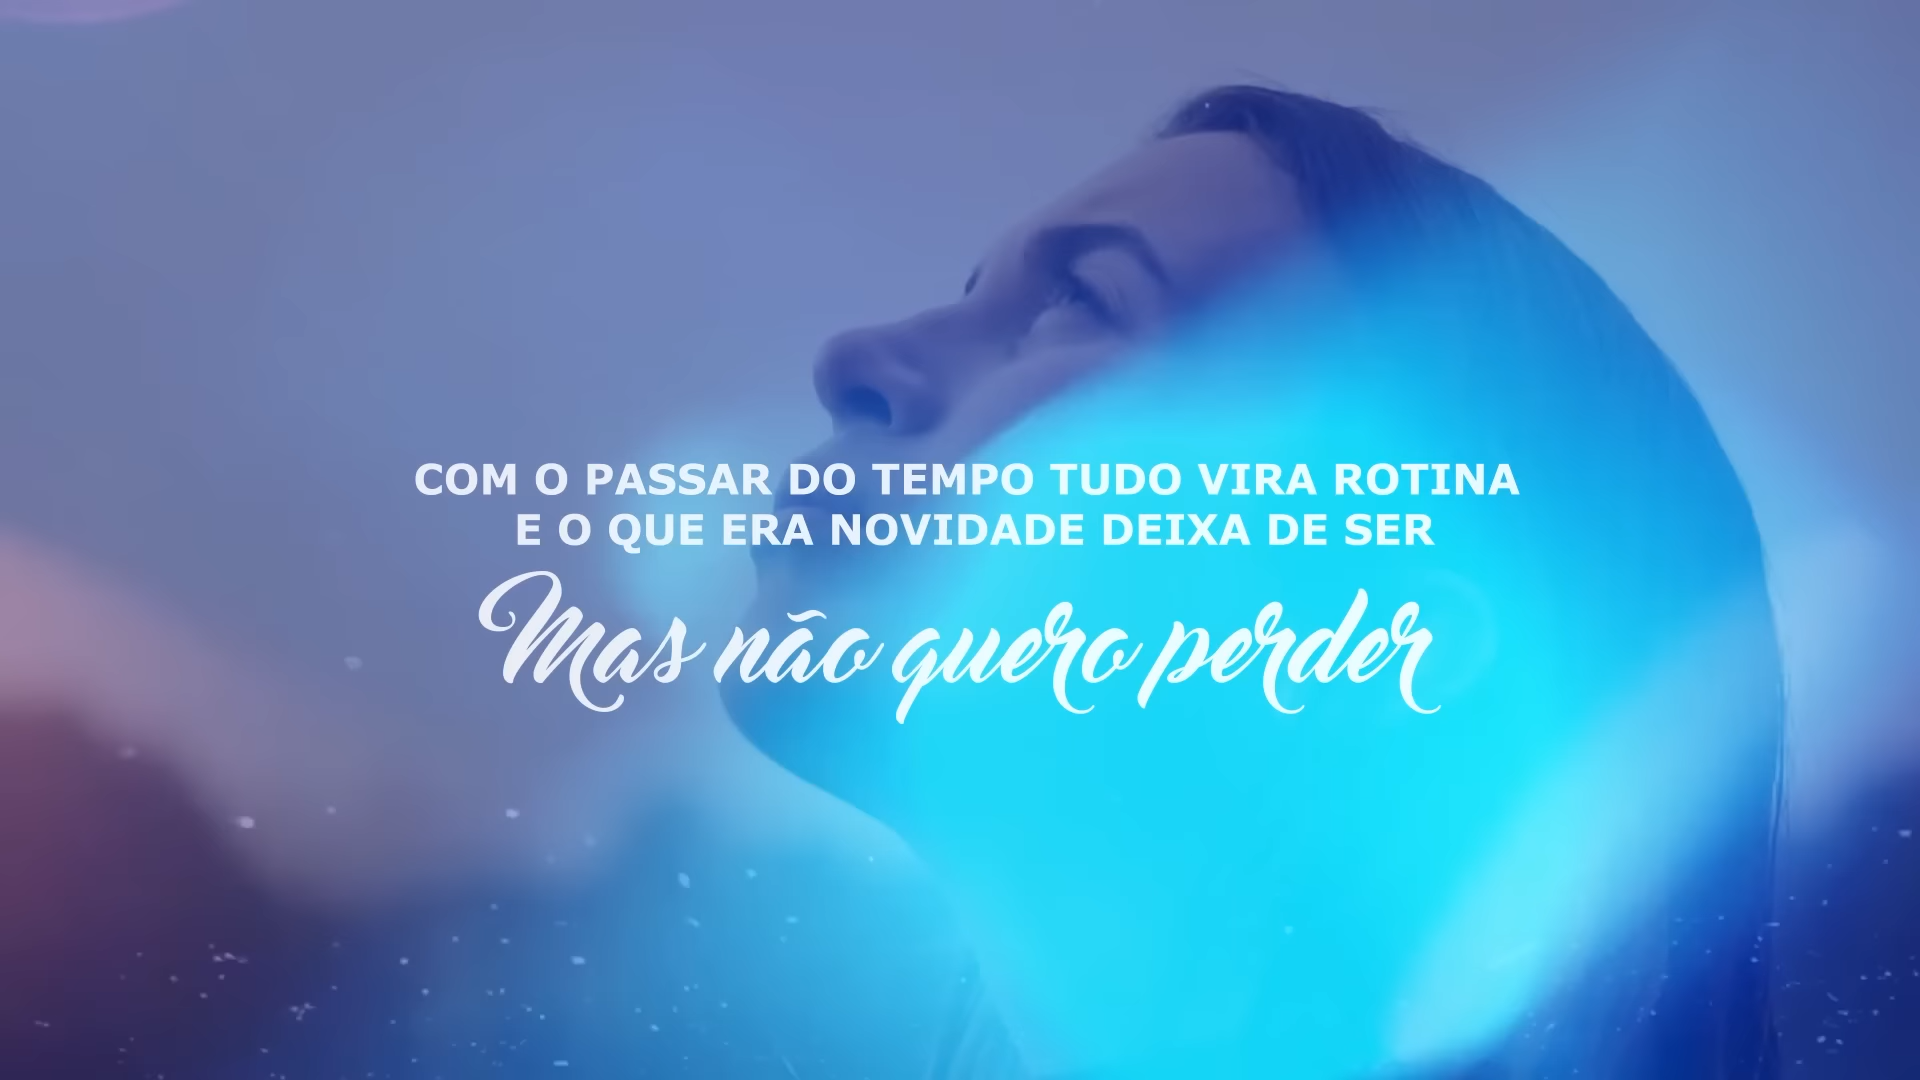 COM O PASSAR DO TEMPO TUDO VIRA ROTINA
E O QUE ERA NOVIDADE DEIXA DE SER
Mas não quero perder